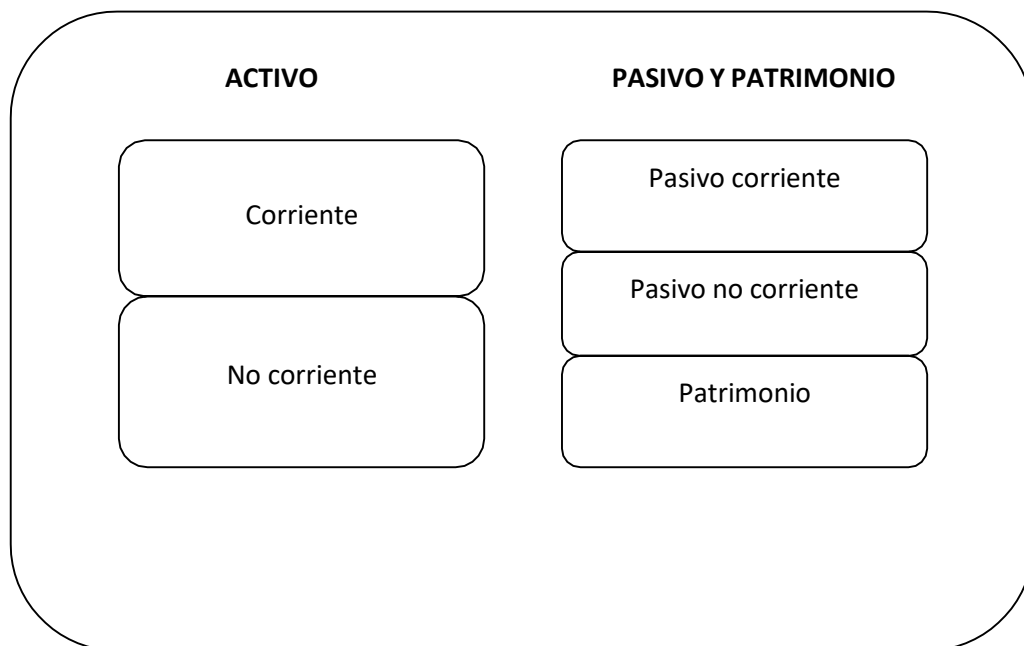 ACTIVO
Corriente
No corriente
PASIVO Y PATRIMONIO
Pasivo corriente
Pasivo no corriente
Patrimonio